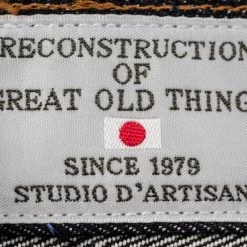 RECONSTRUCTION
OF
GREAT OLD THING
SINCE 1979
STUDIO D'ARTISAN